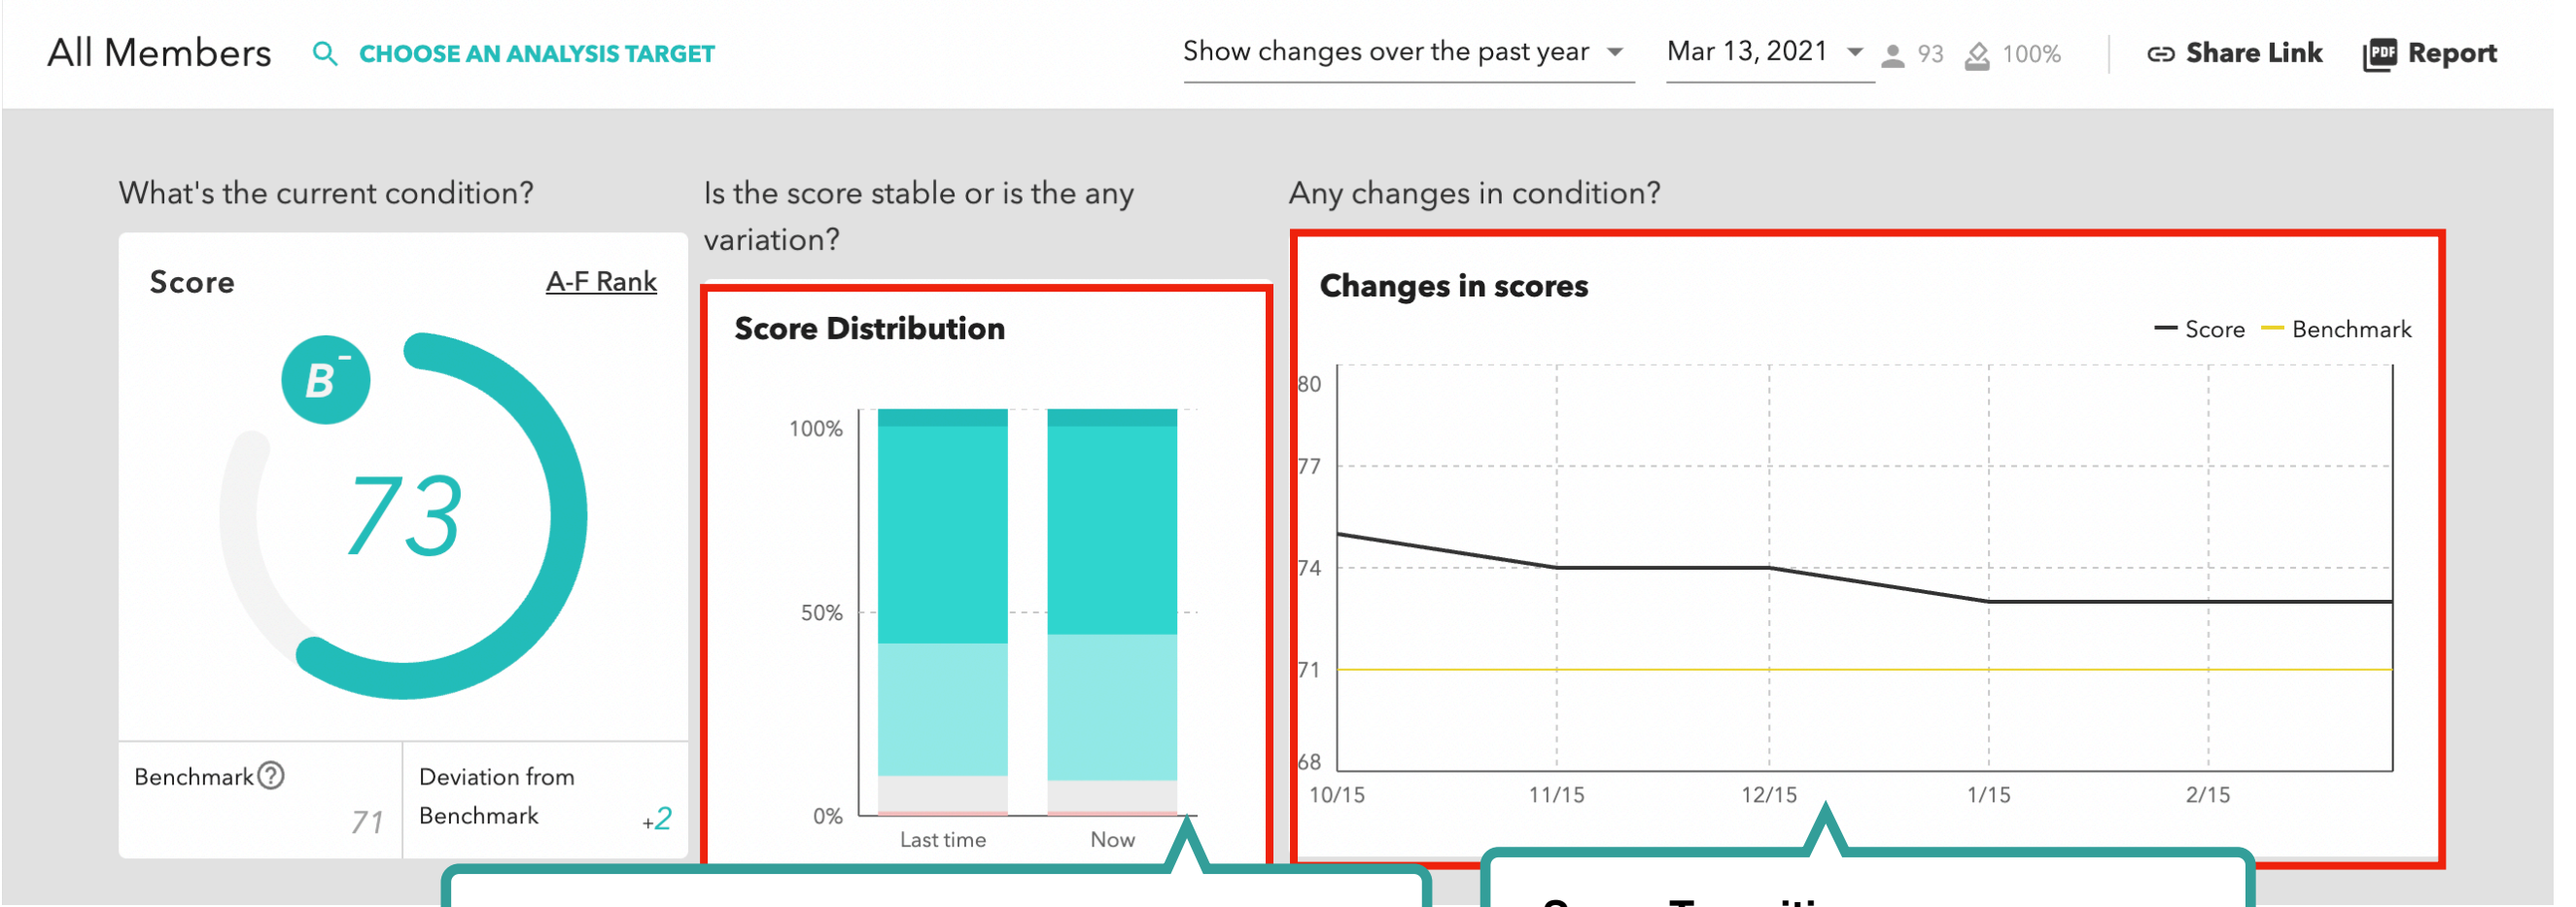 All Members
CHOOSE AN ANALYSIS TARGET
Show changes over the past year
Mar 13, 2021
93
100%
Share Link
PDF
Report
What's the current condition?
Score
A-F Rank
B-
73
Benchmark?
71
Deviation from
Benchmark
+2
Is the score stable or is the any
variation?
Score Distribution
100%
50%
0%
Last time
Now
Any changes in condition?
Changes in scores
Score
Benchmark
80
77
74
71
68
10/15
11/15
12/15
1/15
2/15